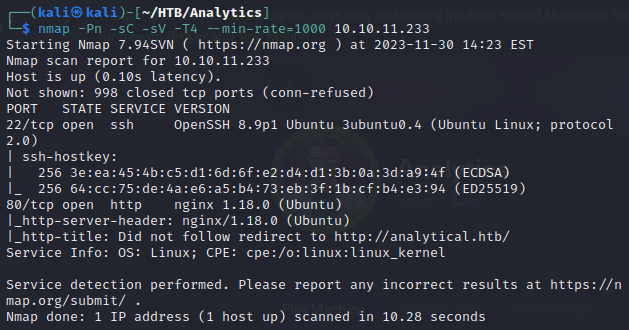 ┌──(kali㉿kali)-[~/HTB/Analytics]
└─$ nmap -Pn -sC -sV -T4 --min-rate=1000 10.10.11.233
Starting Nmap 7.94SVN ( https://nmap.org ) at 2023-11-30 14:23 EST
Nmap scan report for 10.10.11.233
Host is up (0.10s latency).
Not shown: 998 closed tcp ports (conn-refused)
PORT   STATE SERVICE VERSION
22/tcp open  ssh     OpenSSH 8.9p1 Ubuntu 3ubuntu0.4 (Ubuntu Linux; protocol
2.0)
| ssh-hostkey:
|   256 3e:ea:45:4b:c5:d1:6d:6f:e2:d4:d1:3b:0a:3d:a9:4f (ECDSA)
|_  256 64:cc:75:de:4a:e6:a5:b4:73:eb:3f:1b:cf:b4:e3:94 (ED25519)
80/tcp open  http    nginx 1.18.0 (Ubuntu)
|_http-server-header: nginx/1.18.0 (Ubuntu)
|_http-title: Did not follow redirect to http://analytical.htb/
Service Info: OS: Linux; CPE: cpe:/o:linux:linux_kernel
Service detection performed. Please report any incorrect results at https://n
map.org/submit/ .
Nmap done: 1 IP address (1 host up) scanned in 10.28 seconds